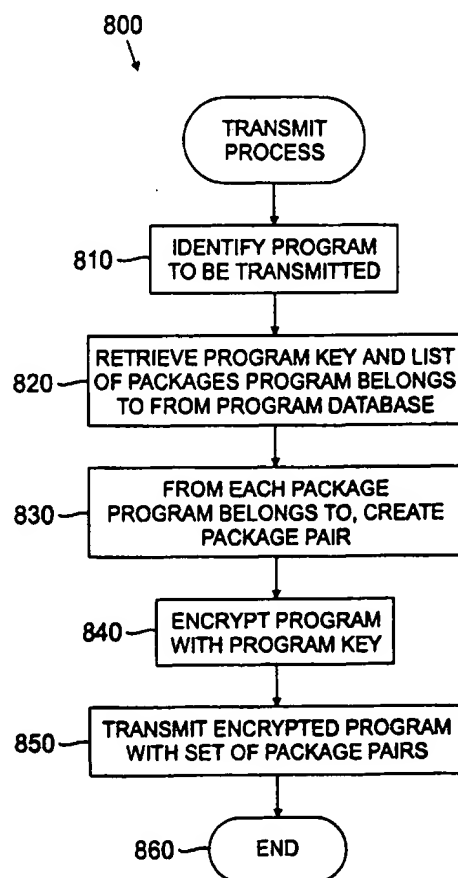 800
TRANSMIT
PROCESS
810
IDENTIFY PROGRAM
TO BE TRANSMITTED
820
RETRIEVE PROGRAM KEY AND LIST
OF PACKAGES PROGRAM BELONGS
TO FROM PROGRAM DATABASE
830
FROM EACH PACKAGE
PROGRAM BELONGS TO, CREATE
PACKAGE PAIR
840
ENCRYPT PROGRAM
WITH PROGRAM KEY
850
TRANSMIT ENCRYPTED PROGRAM
WITH SET OF PACKAGE PAIRS
860
END